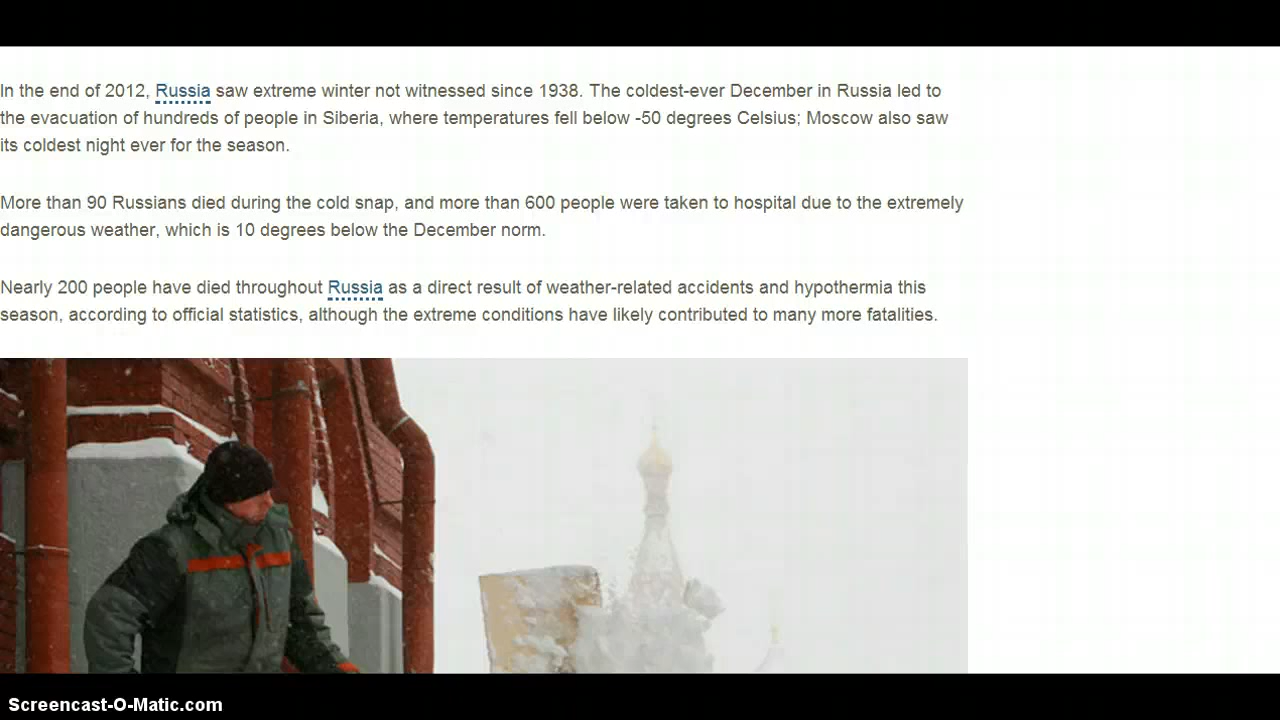 In the end of 2012, Russia saw extreme winter not witnessed since 1938. The coldest-ever December in Russia led to
the evacuation of hundreds of people in Siberia, where temperatures fell below -50 degrees Celsius; Moscow also saw
its coldest night ever for the season.
More than 90 Russians died during the cold snap, and more than 600 people were taken to hospital due to the extremely
dangerous weather, which is 10 degrees below the December norm.
Nearly 200 people have died throughout Russia as a direct result of weather-related accidents and hypothermia this
season, according to official statistics, although the extreme conditions have likely contributed to many more fatalities.
Screencast-O-Matic.com